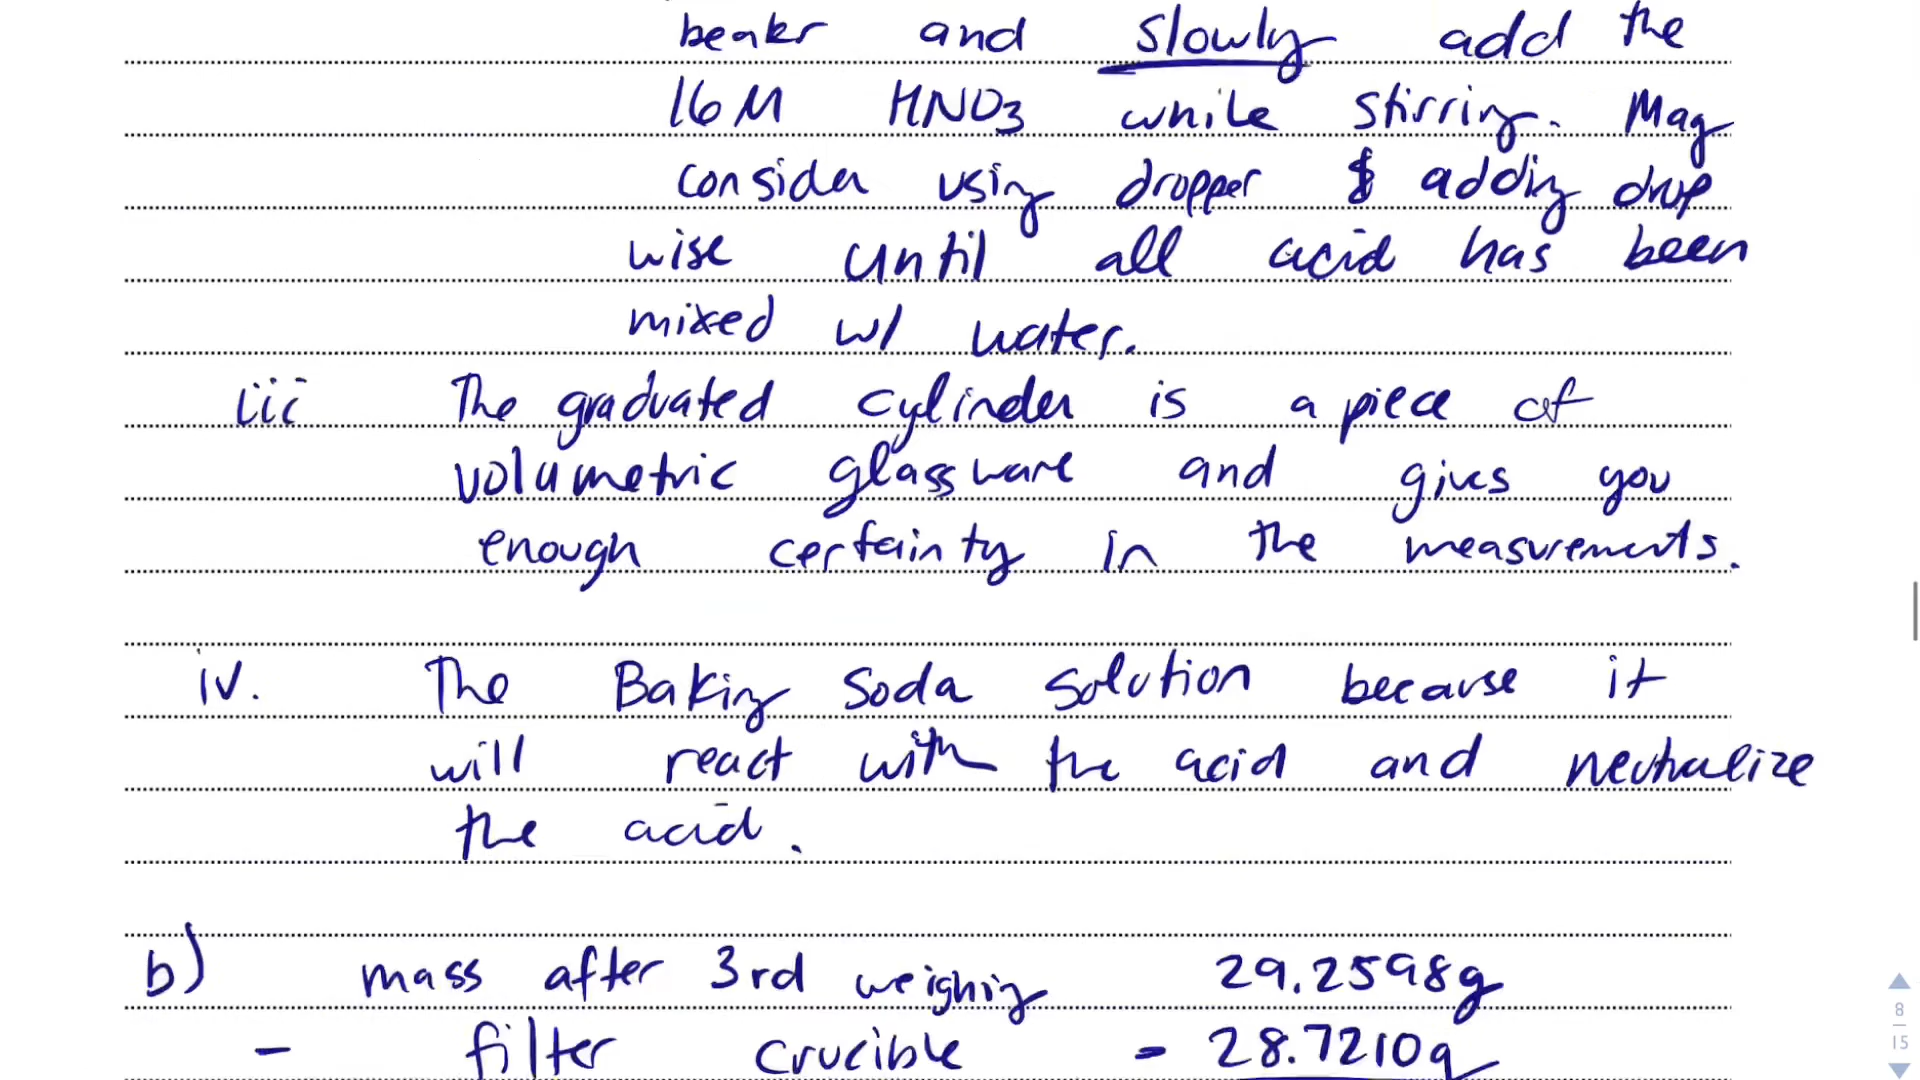 beaker and slowly add the
16M HNO3 while stirring. May
consider using dropper & adding drop
wise until all acid has been
mixed w/ water.
iii The graduated cylinder is a piece of
volumetric glassware and gives you
enough certainty in the measurements.
iv. The Baking Soda Solution because it
will react with the acid and neutralize
the acid.
b) mass after 3rd weighing 29.2598g
- filter crucible - 28.7210g
8
15